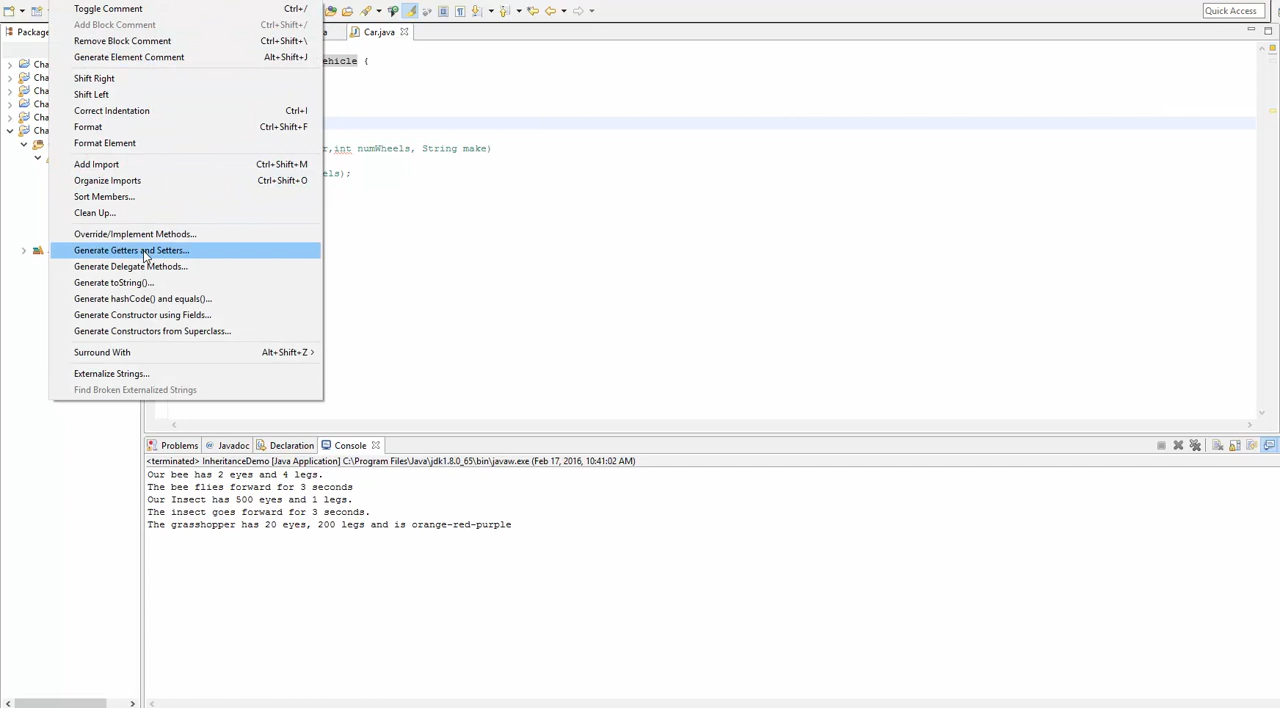 Toggle Comment Ctrl+/
Quick Access
Add Block Comment Ctrl+Shift+/
Package
Car.java
Remove Block Comment Ctrl+Shift+\
Generate Element Comment Alt+Shift+J
ehicle {
Cha
Shift Right
Cha
Shift Left
Cha
Cha
Correct Indentation Ctrl+I
Cha
Format Ctrl+Shift+F
Cha
Format Element
r,int numWheels, String make)
Add Import Ctrl+Shift+M
els);
Organize Imports Ctrl+Shift+O
Sort Members...
Clean Up...
Override/Implement Methods...
Generate Getters and Setters...
Generate Delegate Methods...
Generate toString()...
Generate hashCode() and equals()...
Generate Constructor using Fields...
Generate Constructors from Superclass...
Surround With Alt+Shift+Z
Externalize Strings...
Find Broken Externalized Strings
Problems Javadoc Declaration Console
<terminated> InheritanceDemo [Java Application] C:\Program Files\Java\jdk1.8.0_65\bin\javaw.exe (Feb 17, 2016, 10:41:02 AM)
Our bee has 2 eyes and 4 legs.
The bee flies forward for 3 seconds
Our Insect has 500 eyes and 1 legs.
The insect goes forward for 3 seconds.
The grasshopper has 20 eyes, 200 legs and is orange-red-purple